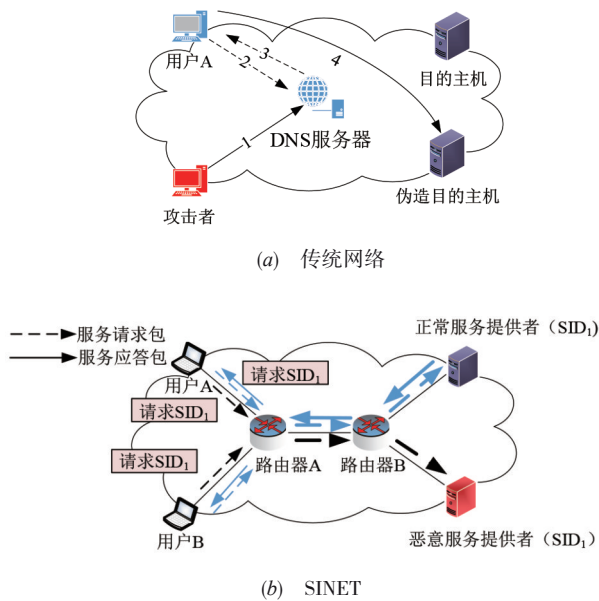 用户A
2
3
4
目的主机
DNS服务器
1
攻击者
伪造目的主机
(a) 传统网络
服务请求包
服务应答包
正常服务提供者(SID₁)
用户A
请求SID₁
请求SID₁
请求SID₁
路由器A
路由器B
用户B
恶意服务提供者(SID₁)
(b) SINET